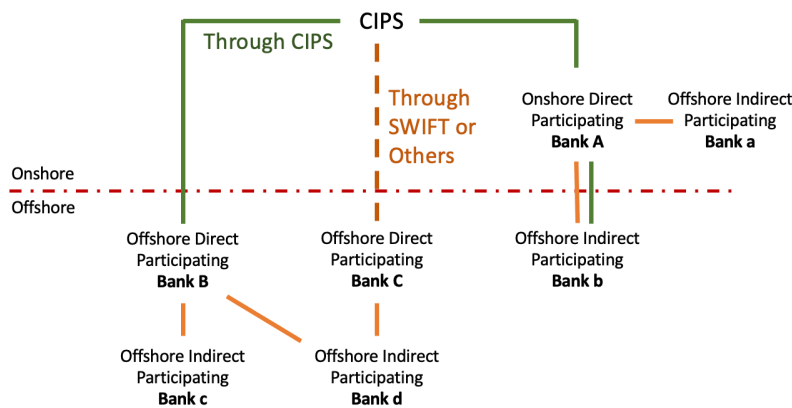 CIPS
Through CIPS
Through
SWIFT or
Others
Onshore Direct
Participating
Bank A
Offshore Indirect
Participating
Bank a
Onshore
Offshore
Offshore Direct
Participating
Bank B
Offshore Direct
Participating
Bank C
Offshore Indirect
Participating
Bank b
Offshore Indirect
Participating
Bank c
Offshore Indirect
Participating
Bank d